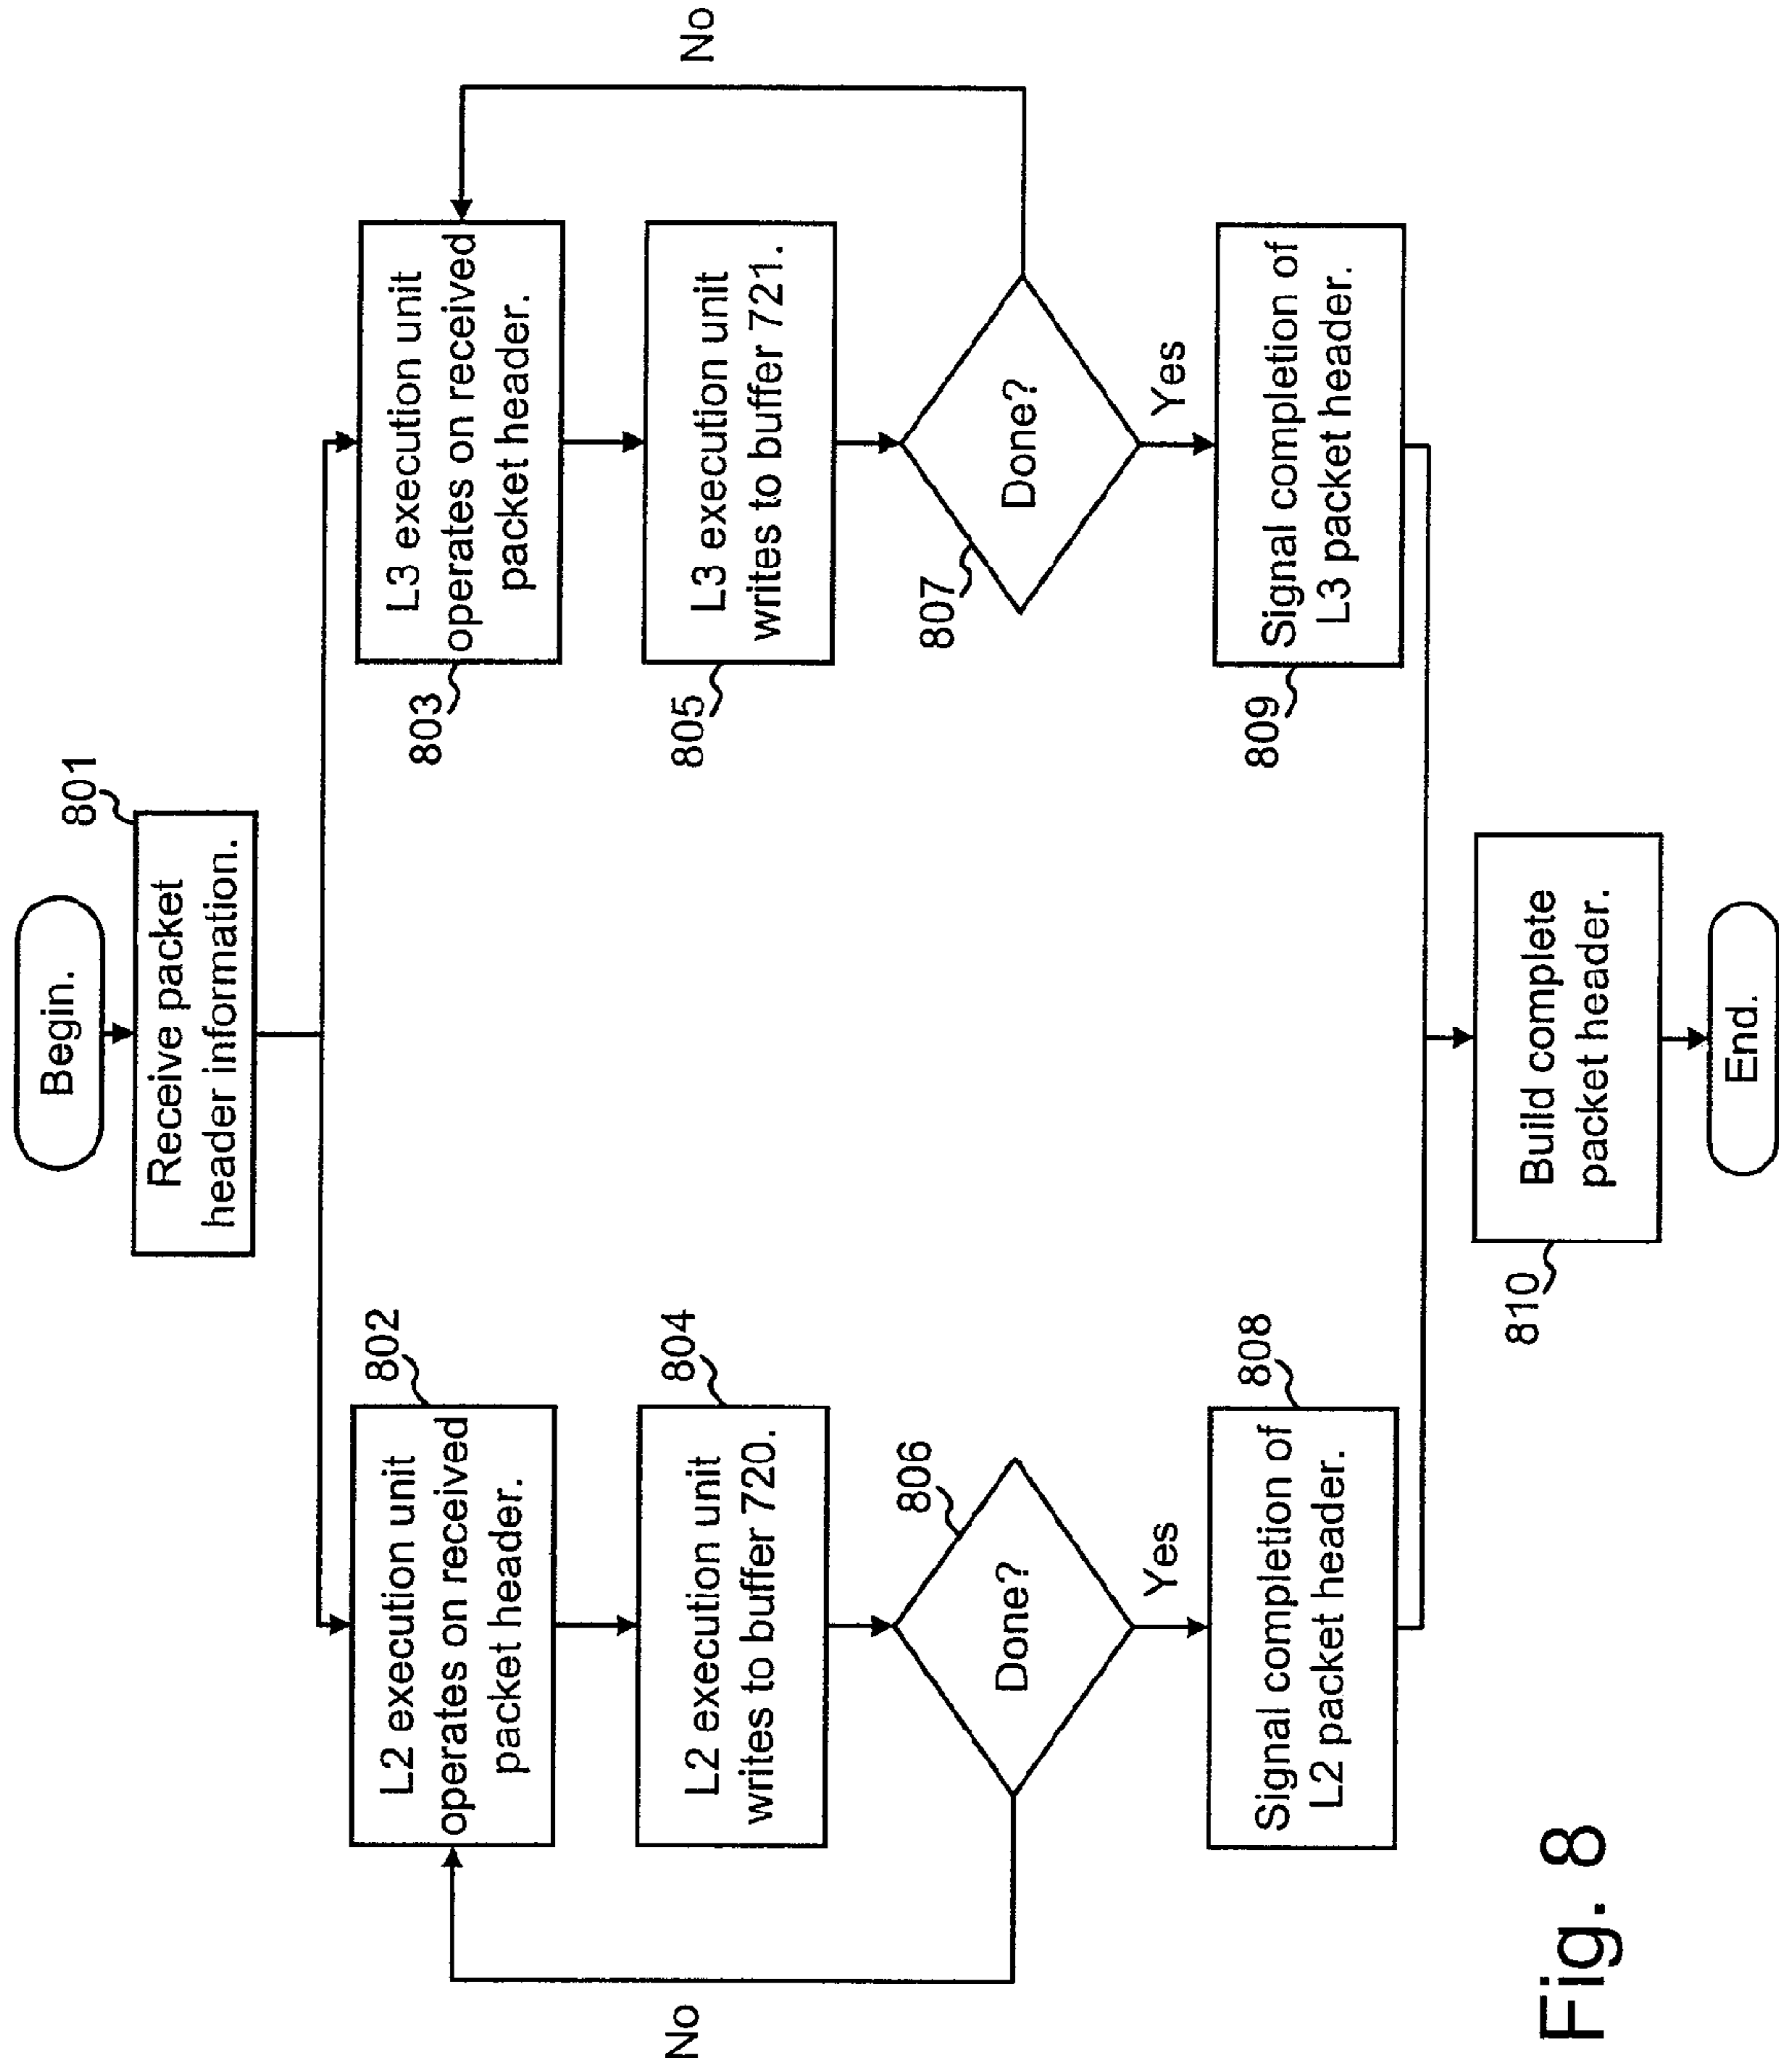 Begin.
801
Receive packet
header information.
802
L2 execution unit
operates on received
packet header.
803
L3 execution unit
operates on received
packet header.
804
L2 execution unit
writes to buffer 720.
805
L3 execution unit
writes to buffer 721.
No
806
Done?
Yes
No
807
Done?
Yes
808
Signal completion of
L2 packet header.
809
Signal completion of
L3 packet header.
810
Build complete
packet header.
End.
Fig. 8